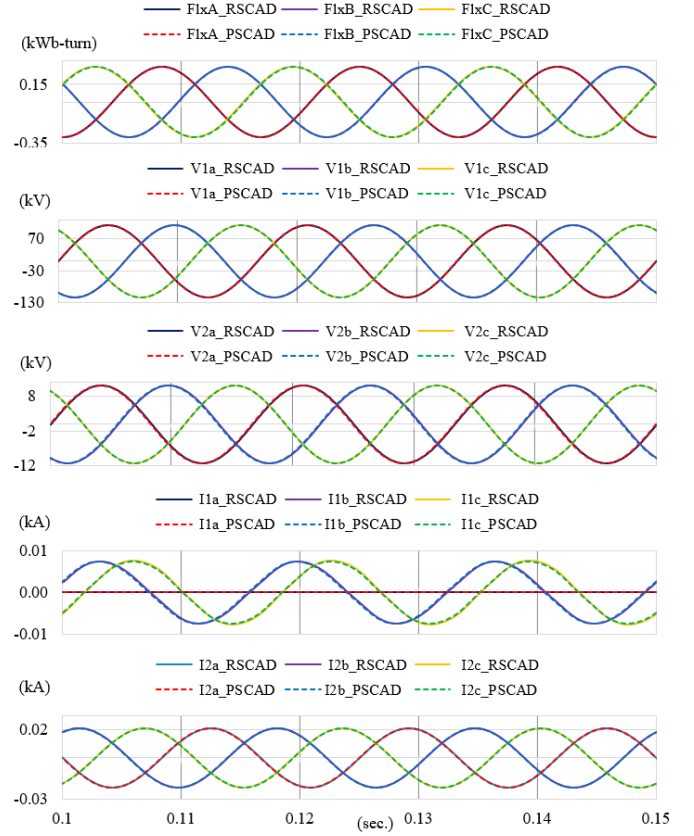 FlxA_RSCAD FlxB_RSCAD FlxC_RSCAD
(kWb-turn) FlxA_PSCAD FlxB_PSCAD FlxC_PSCAD
0.15
-0.35
V1a_RSCAD V1b_RSCAD V1c_RSCAD
(kV) V1a_PSCAD V1b_PSCAD V1c_PSCAD
70
-30
-130
V2a_RSCAD V2b_RSCAD V2c_RSCAD
(kV) V2a_PSCAD V2b_PSCAD V2c_PSCAD
8
-2
-12
I1a_RSCAD I1b_RSCAD I1c_RSCAD
(kA) I1a_PSCAD I1b_PSCAD I1c_PSCAD
0.01
0.00
-0.01
I2a_RSCAD I2b_RSCAD I2c_RSCAD
(kA) I2a_PSCAD I2b_PSCAD I2c_PSCAD
0.02
-0.03
0.1 0.11 0.12 0.13 0.14 0.15
(sec.)